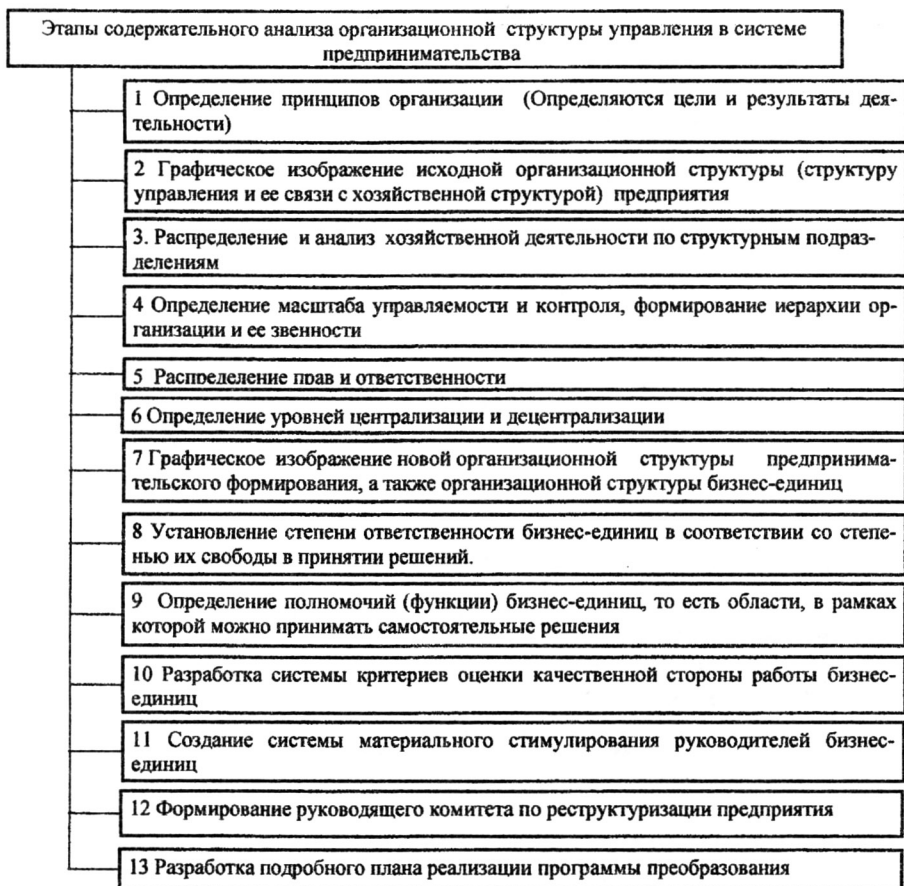 Этапы содержательного анализа организационной структуры управления в системе
предпринимательства
1 Определение принципов организации (Определяются цели и результаты дея-
тельности)
2 Графическое изображение исходной организационной структуры (структуру
управления и ее связи с хозяйственной структурой) предприятия
3. Распределение и анализ хозяйственной деятельности по структурным подраз-
делениям
4 Определение масштаба управляемости и контроля, формирование иерархии ор-
ганизации и ее звенности
5 Распределение прав и ответственности
6 Определение уровней централизации и децентрализации
7 Графическое изображение новой организационной структуры предпринима-
тельского формирования, а также организационной структуры бизнес-единиц
8 Установление степени ответственности бизнес-единиц в соответствии со степе-
нью их свободы в принятии решений.
9 Определение полномочий (функции) бизнес-единиц, то есть области, в рамках
которой можно принимать самостоятельные решения
10 Разработка системы критериев оценки качественной стороны работы бизнес-
единиц
11 Создание системы материального стимулирования руководителей бизнес-
единиц
12 Формирование руководящего комитета по реструктуризации предприятия
13 Разработка подробного плана реализации программы преобразования